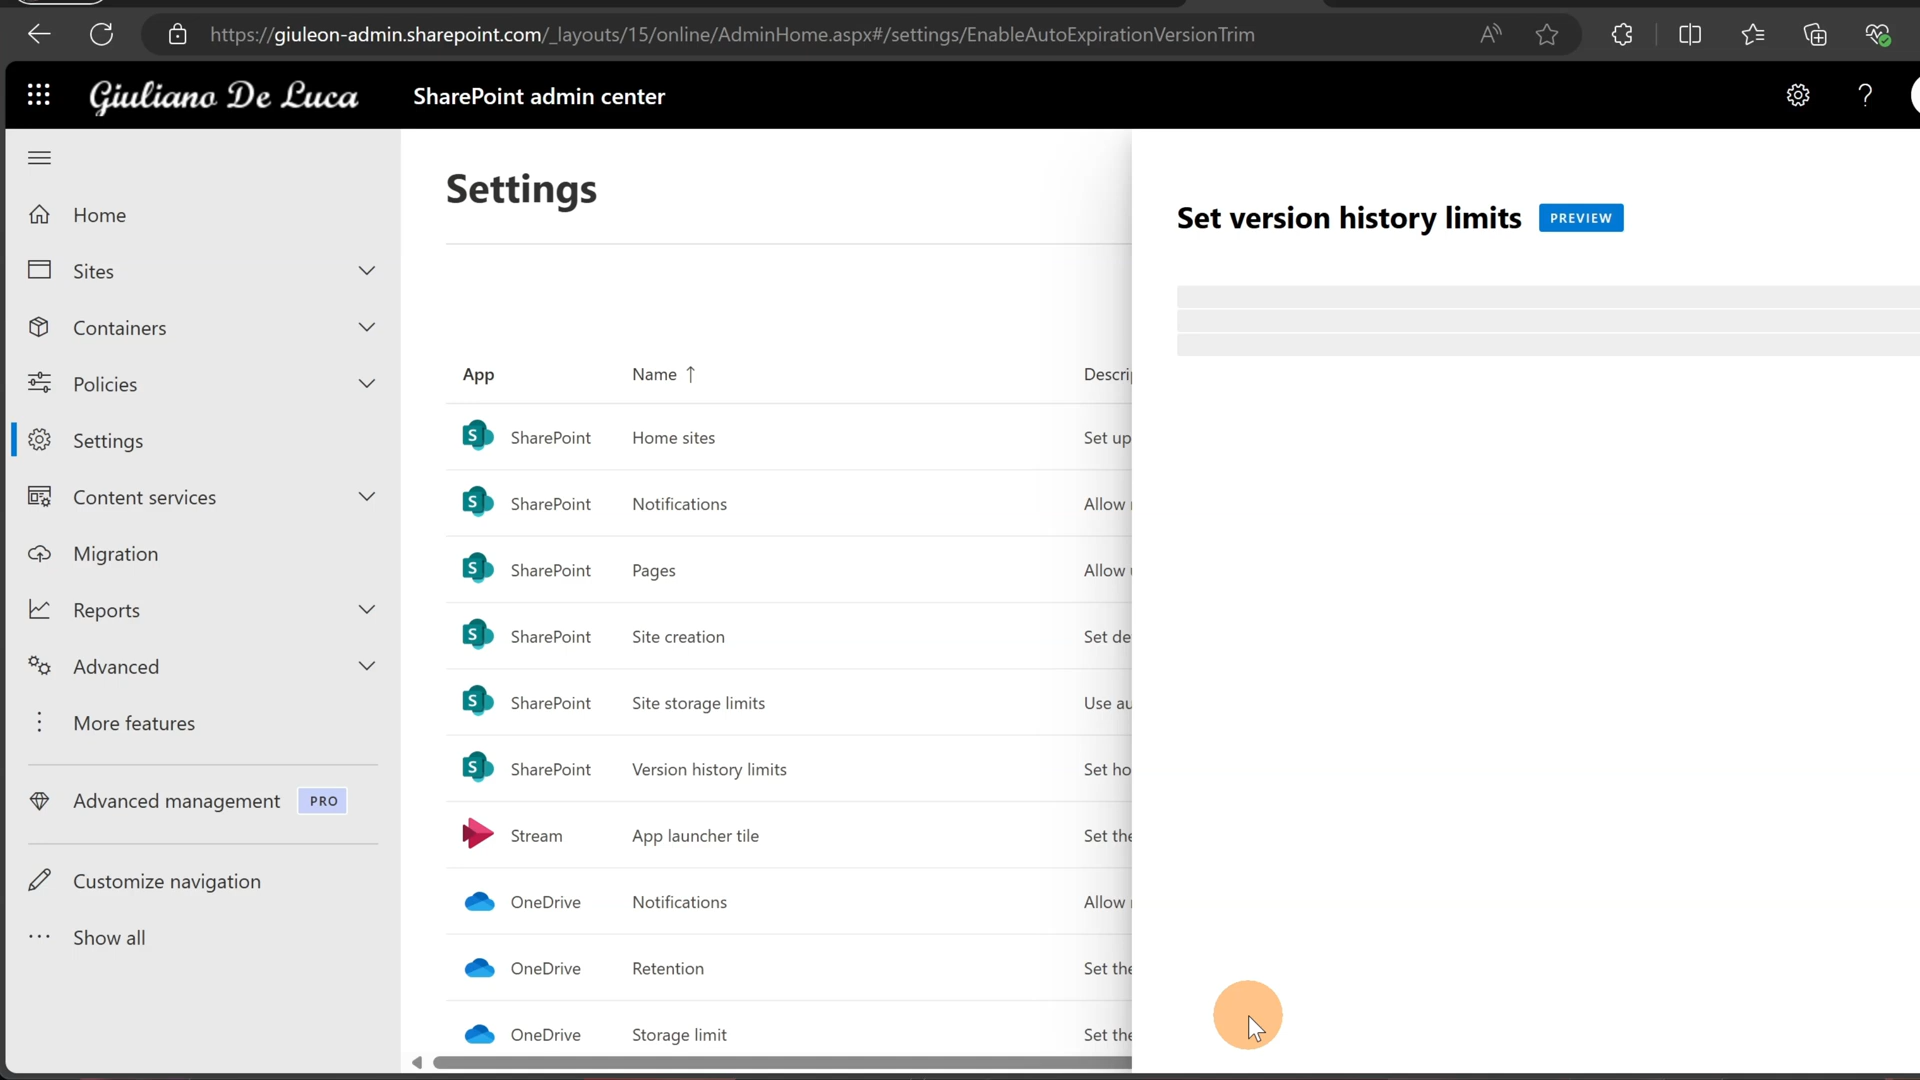 https://giuleon-admin.sharepoint.com/_layouts/15/online/AdminHome.aspx#/settings/EnableAutoExpirationVersionTrim
Giuliano De Luca
SharePoint admin center
Home
Sites
Containers
Policies
Settings
Content services
Migration
Reports
Advanced
More features
Advanced management PRO
Customize navigation
Show all
Settings
App Name ↑ Descri
SharePoint Home sites Set up
SharePoint Notifications Allow
SharePoint Pages Allow
SharePoint Site creation Set de
SharePoint Site storage limits Use au
SharePoint Version history limits Set ho
Stream App launcher tile Set the
OneDrive Notifications Allow
OneDrive Retention Set the
OneDrive Storage limit Set the
Set version history limits PREVIEW